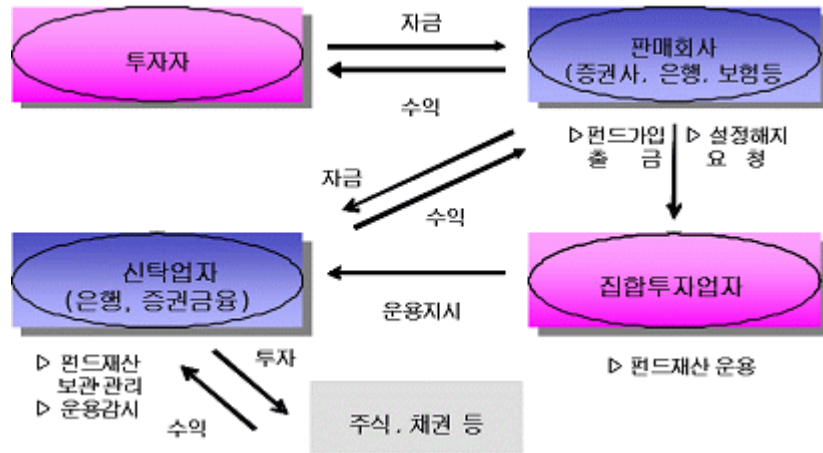 자금
투자자
판매회사
(증권사, 은행, 보험등
수익
▷펀드가입
출 금
▷ 설정해지
요 청
자금
수익
신탁업자
(은행, 증권금융)
집합투자업자
운용지시
▷ 펀드재산
보관·관리
▷ 운용감시
투자
▷ 펀드재산 운용
수익
주식, 채권 등